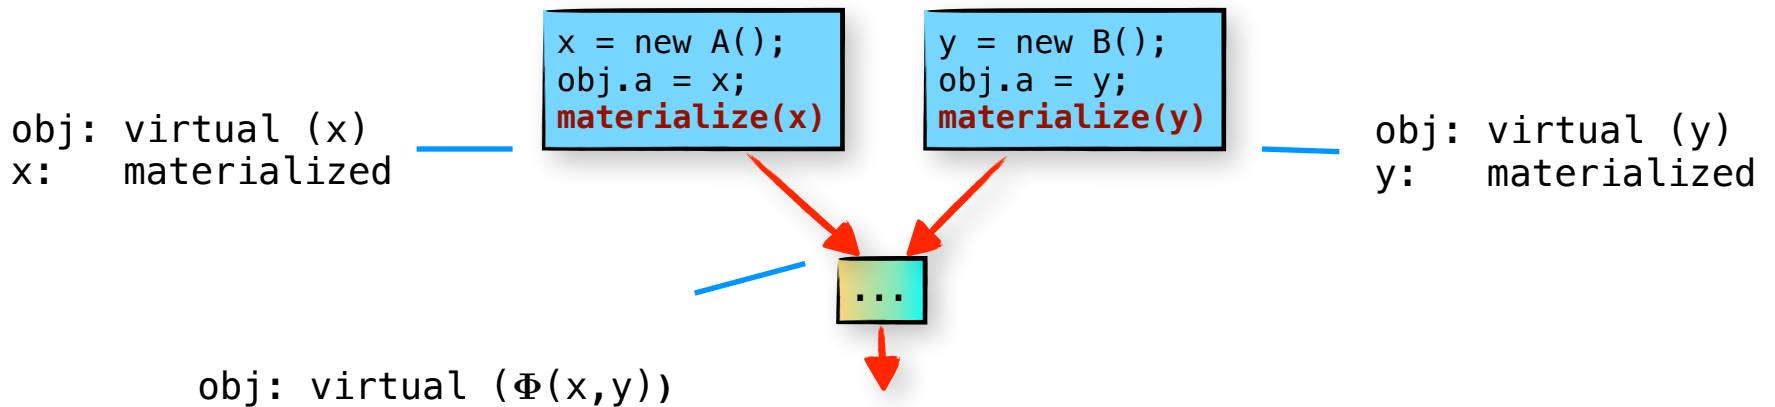 x = new A();
obj.a = x;
materialize(x)
y = new B();
obj.a = y;
materialize(y)
obj: virtual (x)
x: materialized
obj: virtual (y)
y: materialized
...
obj: virtual (Φ(x,y))